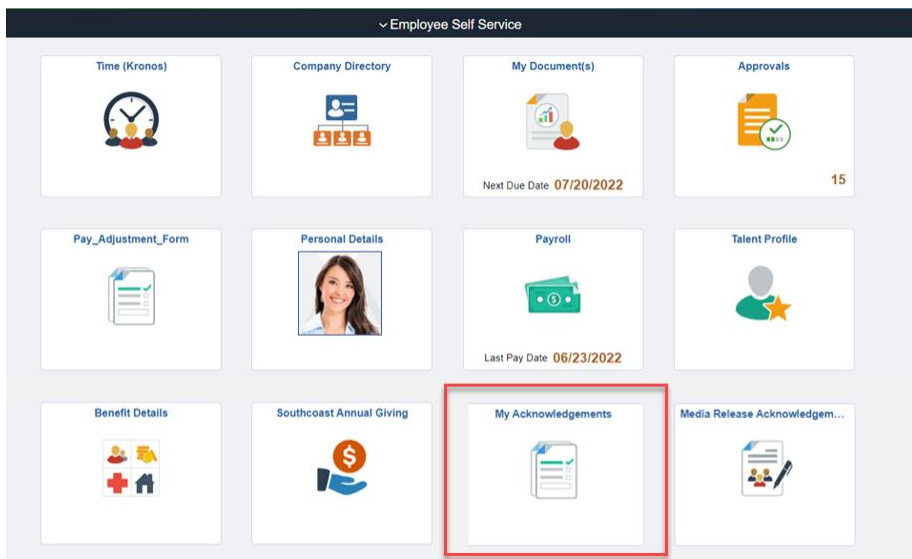 Employee Self Service
Time (Kronos)
Company Directory
My Document(s)
Next Due Date 07/20/2022
Approvals
15
Pay_Adjustment_Form
Personal Details
Payroll
Last Pay Date 06/23/2022
Talent Profile
Benefit Details
Southcoast Annual Giving
My Acknowledgements
Media Release Acknowledgem...